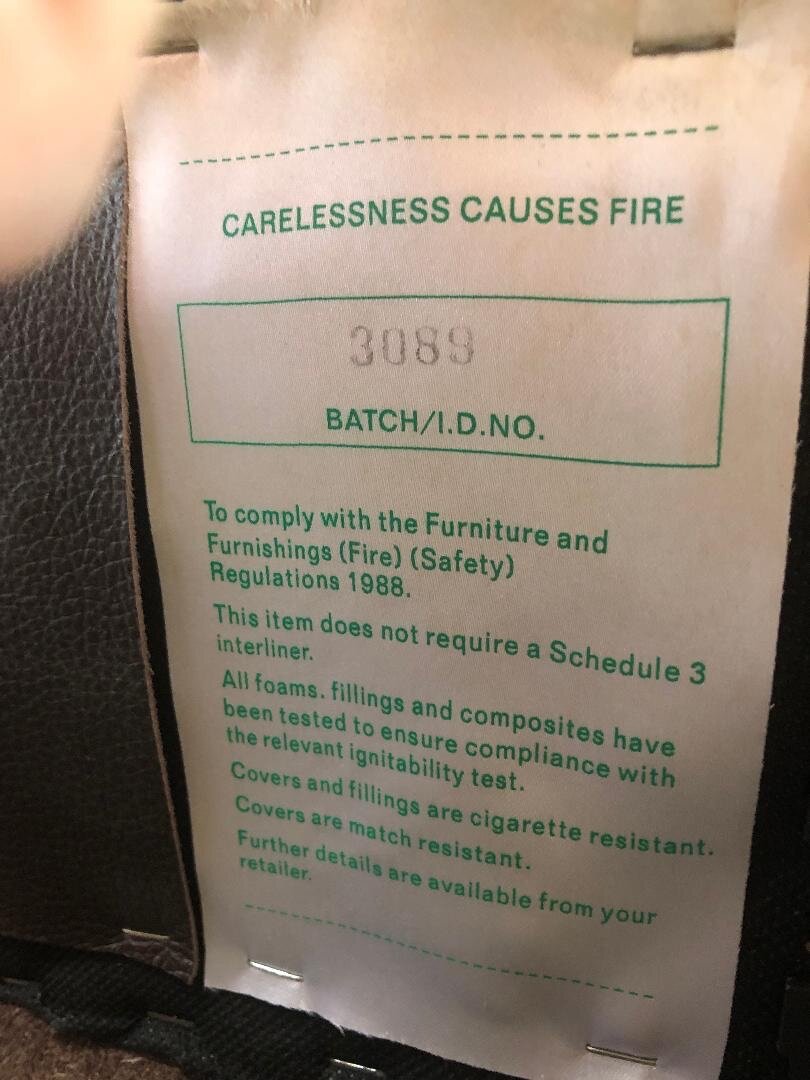 CARELESSNESS CAUSES FIRE
3089
BATCH/I.D.NO.
To comply with the Furniture and
Furnishings (Fire) (Safety)
Regulations 1988.
This item does not require a Schedule 3
interliner.
All foams. fillings and composites have
been tested to ensure compliance with
the relevant ignitability test.
Covers and fillings are cigarette resistant.
Covers are match resistant.
Further details are available from your
retailer.